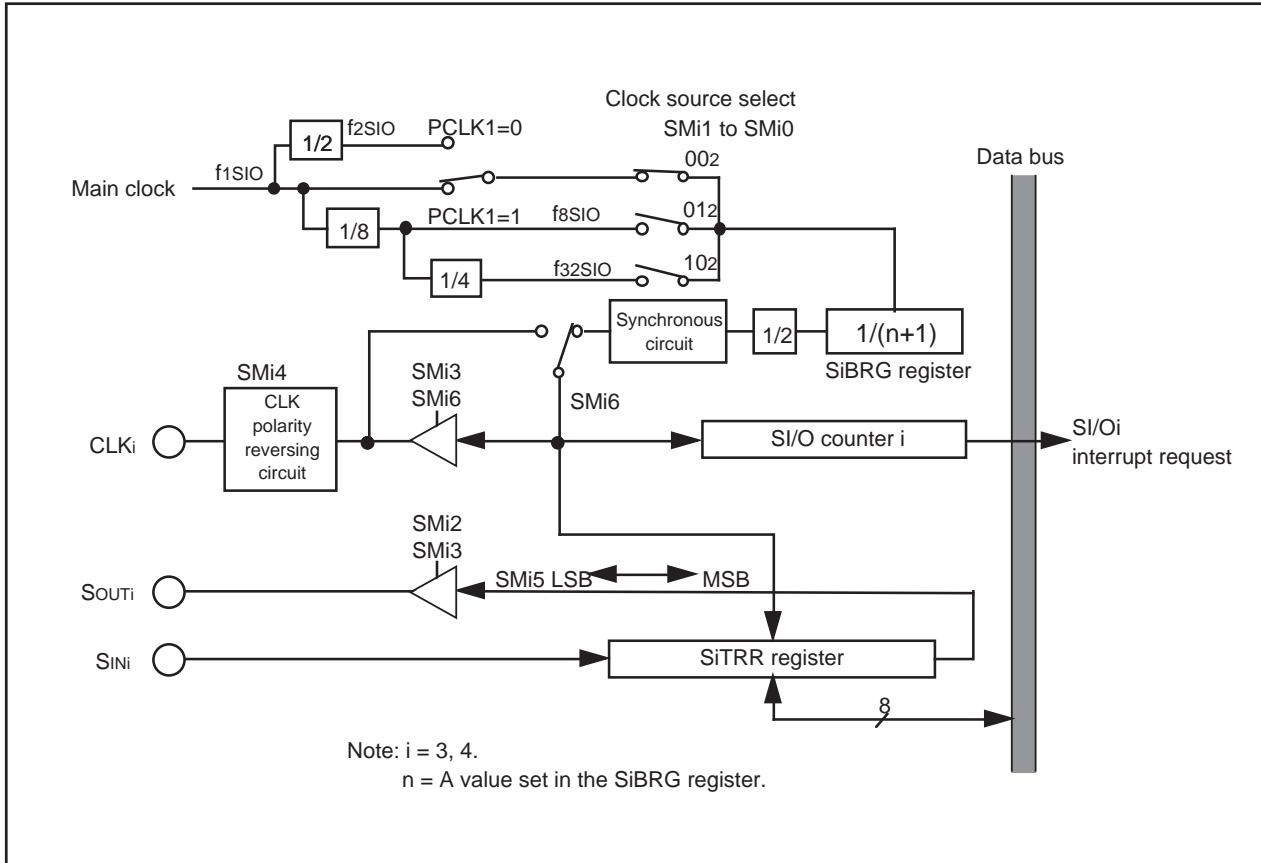 Clock source select
SMi1 to SMi0
Data bus
Main clock
f1SIO
1/2
f2SIO
PCLK1=0
002
1/8
PCLK1=1
f8SIO
012
1/4
f32SIO
102
Synchronous
circuit
1/2
1/(n+1)
SiBRG register
SMi4
CLK
polarity
reversing
circuit
SMi3
SMi6
SMi6
CLKi
SI/O counter i
SI/Oi
interrupt request
SMi2
SMi3
SMi5 LSB
MSB
SOUTi
SINi
SiTRR register
8
Note: i = 3, 4.
n = A value set in the SiBRG register.